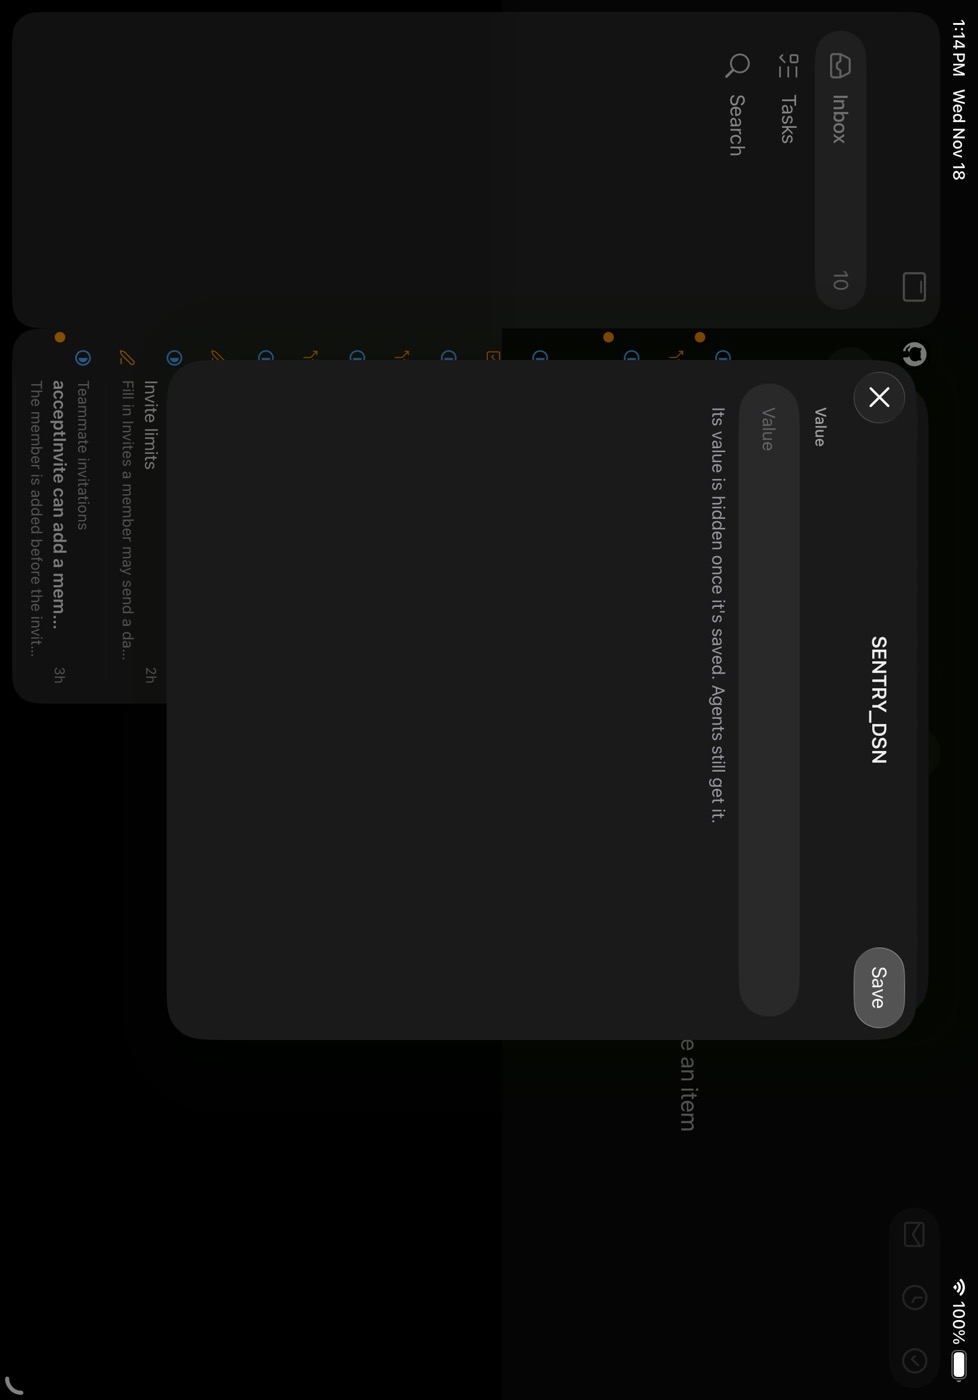 1:14 PM Wed Nov 18
100%
Inbox 10
Tasks
Search
SENTRY_DSN
Save
Value
Value
Its value is hidden once it's saved. Agents still get it.
e an item
Invite limits 2h
Fill in Invites a member may send a da...
Teammate invitations
acceptInvite can add a mem... 3h
The member is added before the invit...